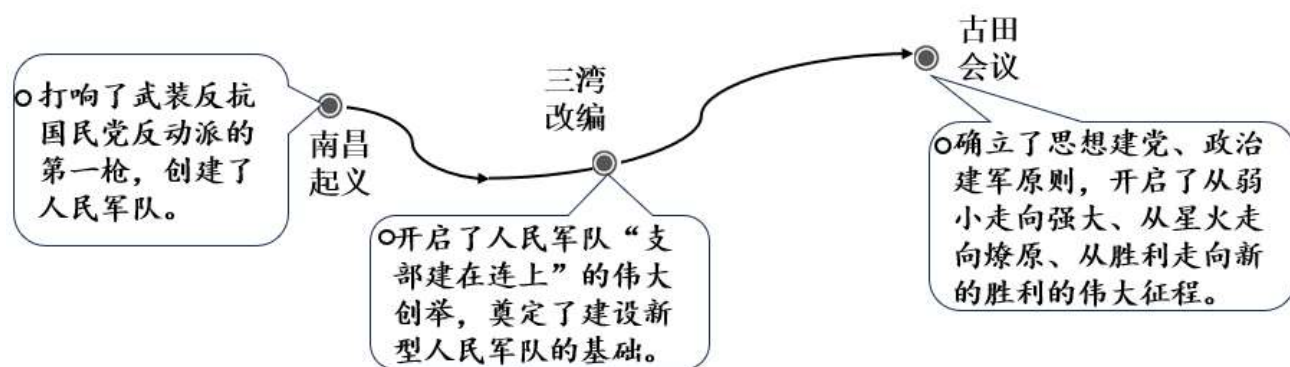 打响了武装反抗
国民党反动派的
第一枪，创建了
人民军队。
南昌
起义
三湾
改编
开启了人民军队“支
部建在连上”的伟大
创举，奠定了建设新
型人民军队的基础。
古田
会议
确立了思想建党、政治
建军原则，开启了从弱
小走向强大、从星火走
向燎原、从胜利走向新
的胜利的伟大征程。